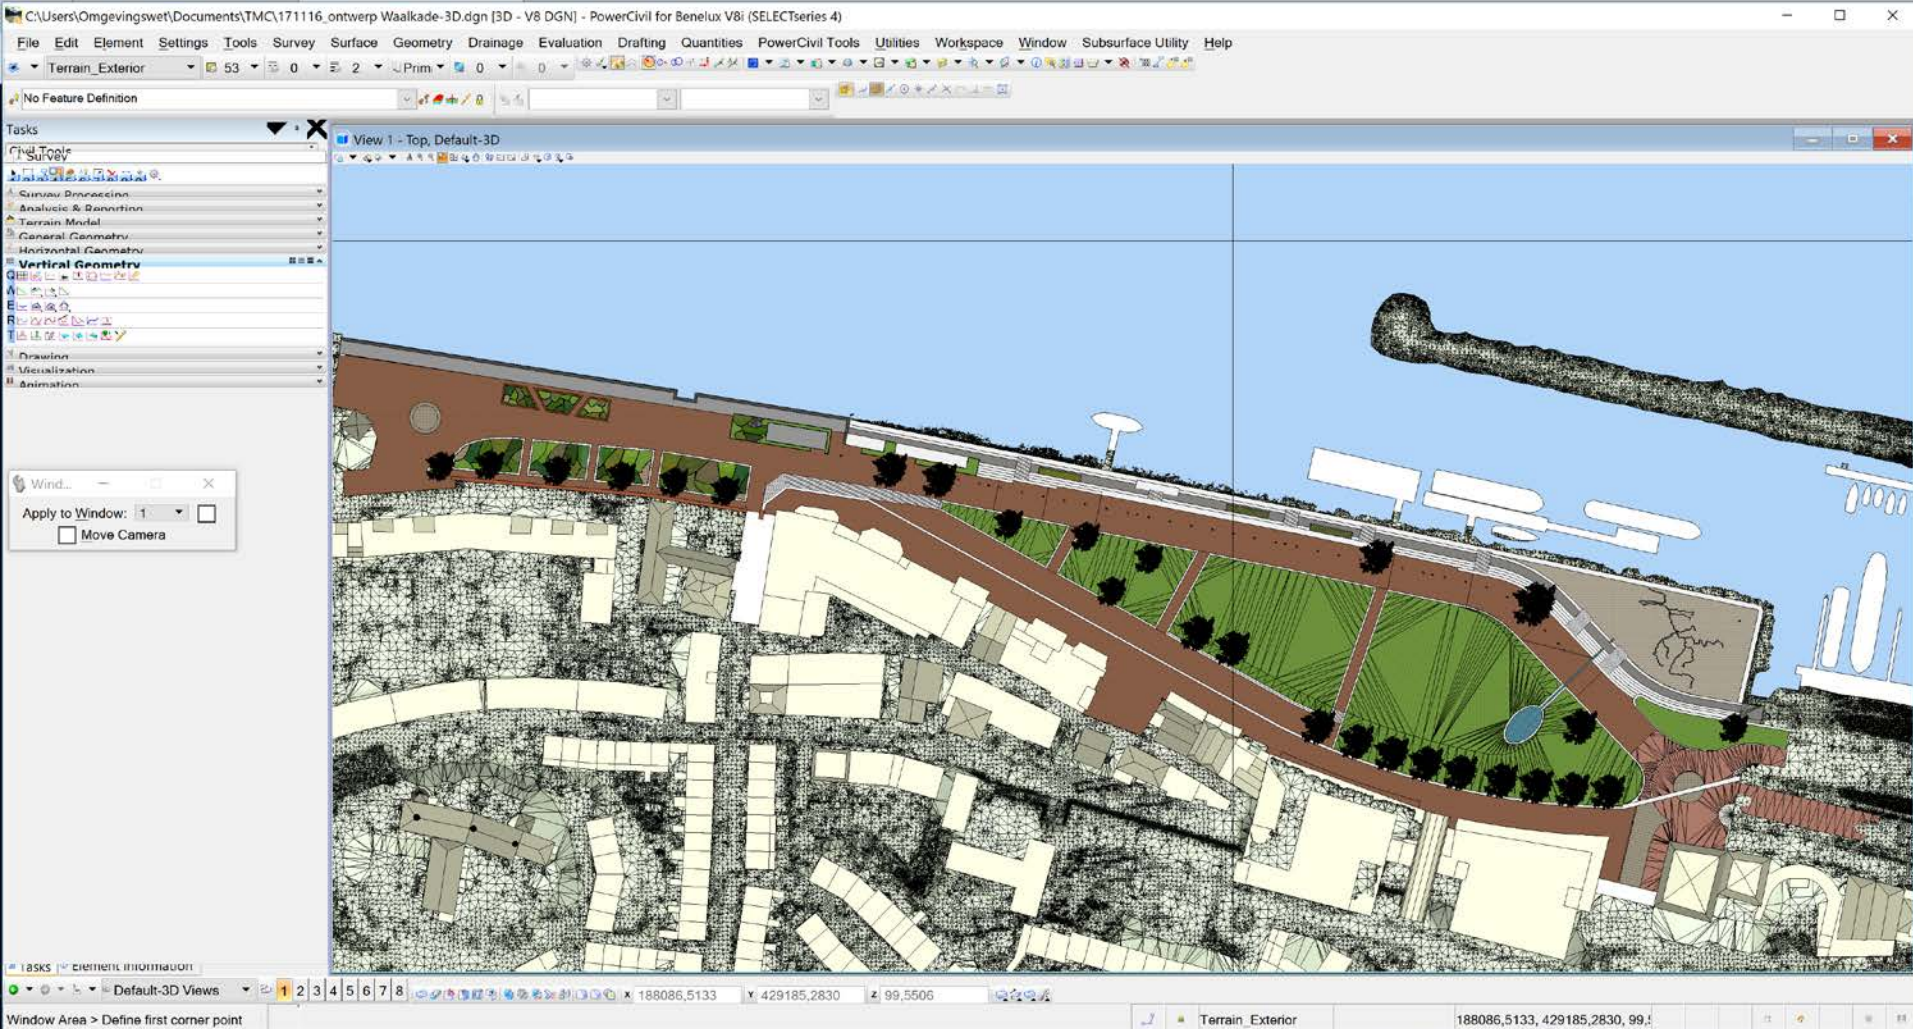 C:\Users\Omgevingswet\Documents\TMC\171116_ontwerp Waalkade-3D.dgn [3D - V8 DGN] - PowerCivil for Benelux V8i (SELECTseries 4)
File Edit Element Settings Tools Survey Surface Geometry Drainage Evaluation Drafting Quantities PowerCivil Tools Utilities Workspace Window Subsurface Utility Help
Terrain_Exterior 53 0 2 Prim 0 0
No Feature Definition
Tasks
Civil Tools
Survey
Survey Processing
Analysis & Reporting
Terrain Model
General Geometry
Horizontal Geometry
Vertical Geometry
Q
A
E
R
T
Drawing
Visualization
Animation
View 1 - Top, Default-3D
Wind...
Apply to Window: 1
Move Camera
Tasks Element Information
Default-3D Views 1 2 3 4 5 6 7 8 X 188086,5133 Y 429185,2830 Z 99,5506
Window Area > Define first corner point Terrain_Exterior 188086,5133, 429185,2830, 99,5